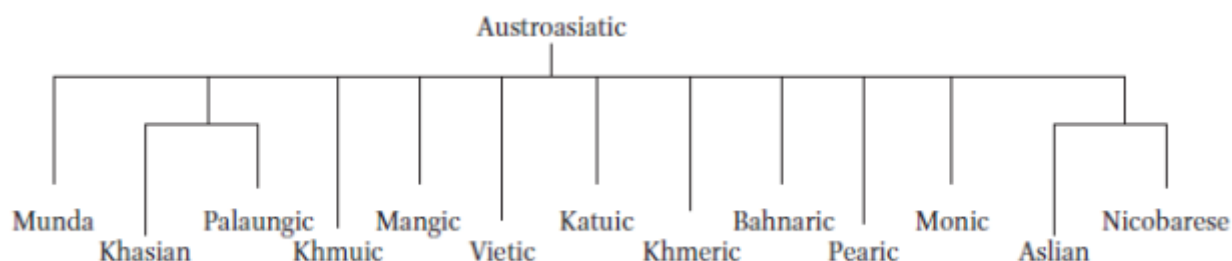 Austroasiatic
Munda Palaungic Mangic Katuic Bahnaric Monic Nicobarese
Khasian Khmuic Vietic Khmeric Pearic Aslian